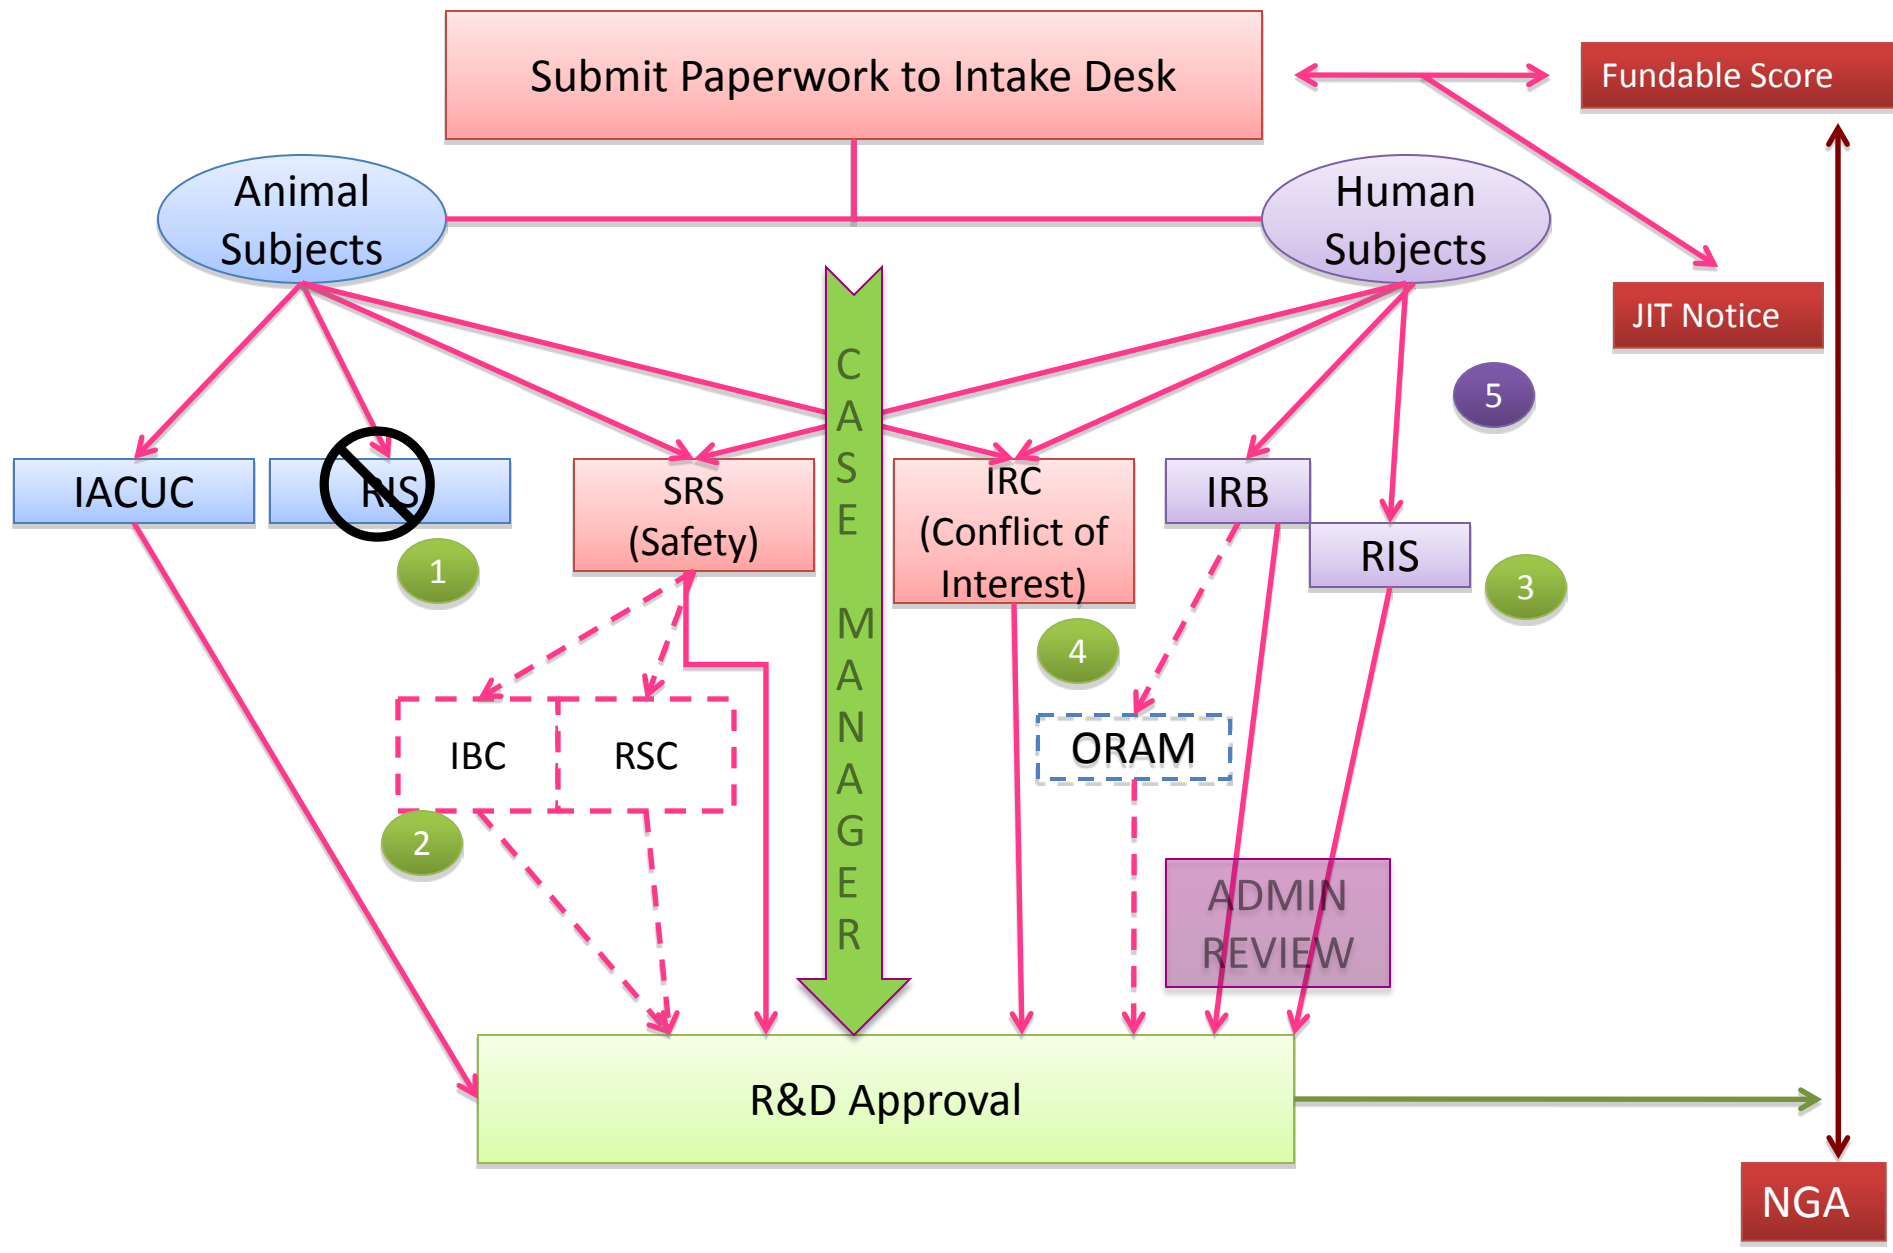 Submit Paperwork to Intake Desk
Fundable Score
Animal
Subjects
Human
Subjects
JIT Notice
C
A
S
E
M
A
N
A
G
E
R
5
IACUC
RIS
SRS
(Safety)
IRC
(Conflict of
Interest)
IRB
RIS
1
3
4
IBC
RSC
ORAM
2
ADMIN
REVIEW
R&D Approval
NGA